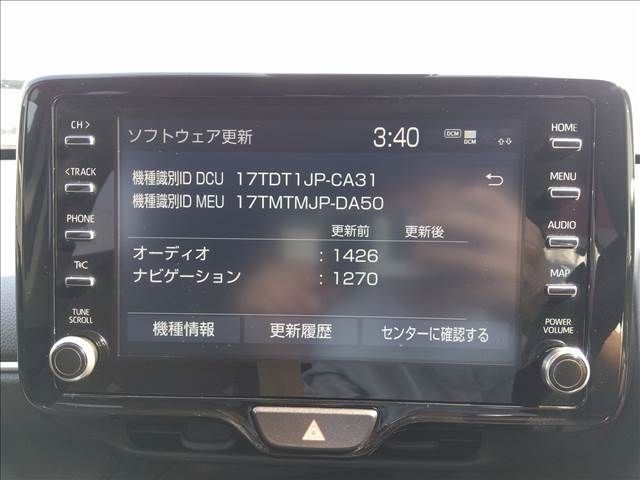 CH >
< TRACK
PHONE
T&C
TUNE
SCROLL
ソフトウェア更新
3:40
DCM
DCM
機種識別ID DCU 17TDT1JP-CA31
機種識別ID MEU 17TMTMJP-DA50
更新前 更新後
オーディオ : 1426
ナビゲーション : 1270
機種情報 更新履歴 センターに確認する
HOME
MENU
AUDIO
MAP
POWER
VOLUME